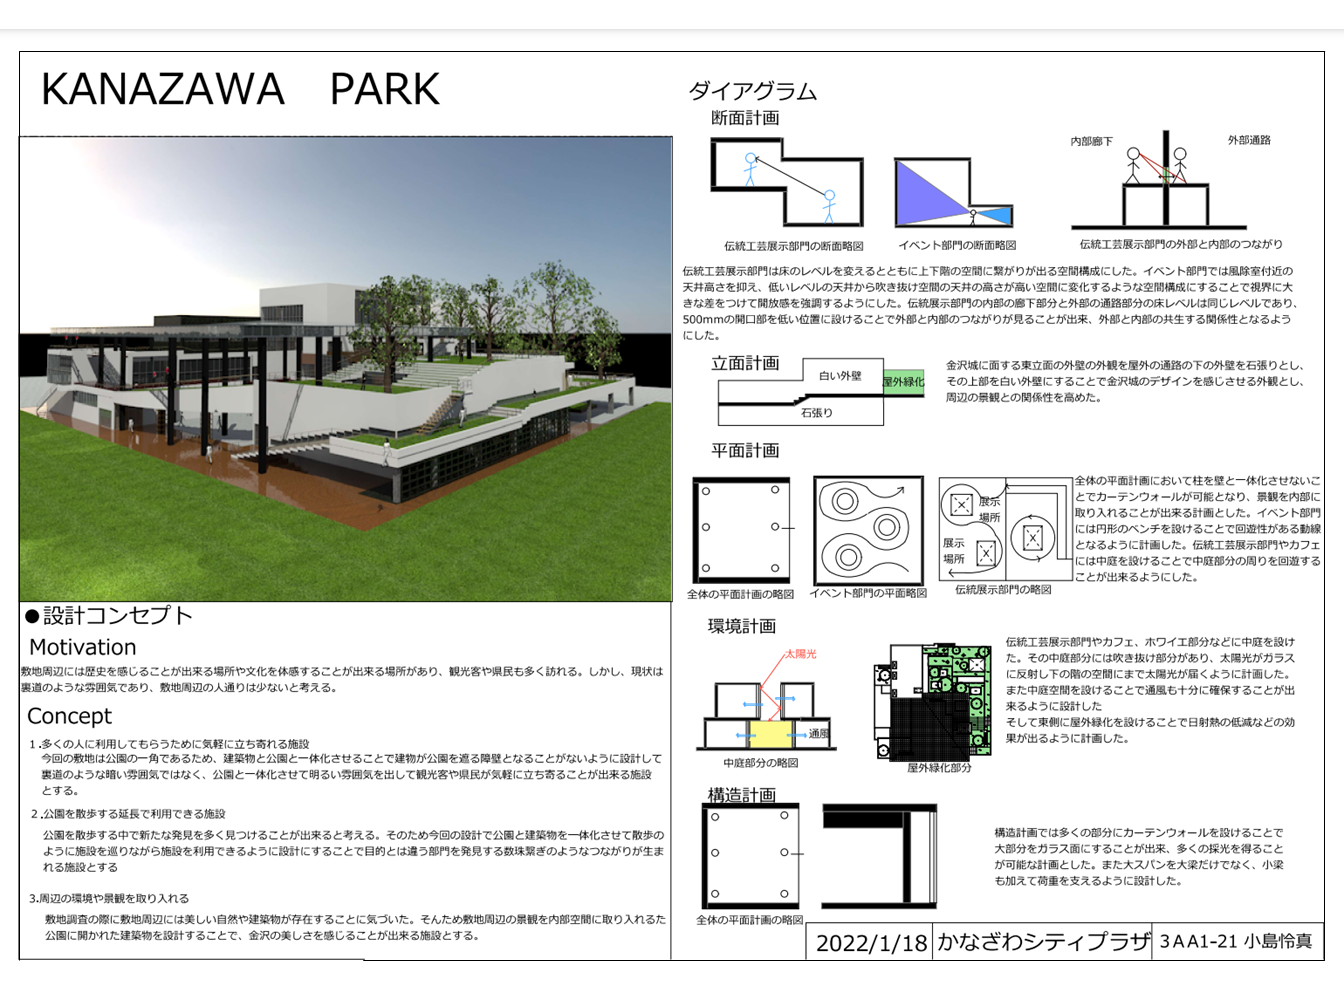 KANAZAWA　PARK
●設計コンセプト
Motivation
敷地周辺には歴史を感じることが出来る場所や文化を体感することが出来る場所があり、観光客や県民も多く訪れる。しかし、現状は
裏道のような雰囲気であり、敷地周辺の人通りは少ないと考える。
Concept
１.多くの人に利用してもらうために気軽に立ち寄れる施設
今回の敷地は公園の一角であるため、建築物と公園と一体化させることで建物が公園を遮る障壁となることがないように設計して
裏道のような暗い雰囲気ではなく、公園と一体化させて明るい雰囲気を出して観光客や県民が気軽に立ち寄ることが出来る施設
とする。
２.公園を散歩する延長で利用できる施設
公園を散歩する中で新たな発見を多く見つけることが出来ると考える。そのため今回の設計で公園と建築物を一体化させて散歩の
ように施設を巡りながら施設を利用できるように設計にすることで目的とは違う部門を発見する数珠繋ぎのようなつながりが生ま
れる施設とする
3.周辺の環境や景観を取り入れる
敷地調査の際に敷地周辺には美しい自然や建築物が存在することに気づいた。そんため敷地周辺の景観を内部空間に取り入れるた
公園に開かれた建築物を設計することで、金沢の美しさを感じることが出来る施設とする。
ダイアグラム
断面計画
内部廊下
外部通路
伝統工芸展示部門の断面略図
イベント部門の断面略図
伝統工芸展示部門の外部と内部のつながり
伝統工芸展示部門は床のレベルを変えるとともに上下階の空間に繋がりが出る空間構成にした。イベント部門では風除室付近の
天井高さを抑え、低いレベルの天井から吹き抜け空間の天井の高さが高い空間に変化するような空間構成にすることで視界に大
きな差をつけて開放感を強調するようにした。伝統展示部門の内部の廊下部分と外部の通路部分の床レベルは同じレベルであり、
500mmの開口部を低い位置に設けることで外部と内部のつながりが見ることが出来、外部と内部の共生する関係性となるよう
にした。
立面計画
白い外壁
屋外緑化
石張り
金沢城に面する東立面の外壁の外観を屋外の通路の下の外壁を石張りとし、
その上部を白い外壁にすることで金沢城のデザインを感じさせる外観とし、
周辺の景観との関係性を高めた。
平面計画
展示
場所
展示
場所
全体の平面計画の略図
イベント部門の平面略図
伝統展示部門の略図
全体の平面計画において柱を壁と一体化させないこ
とでカーテンウォールが可能となり、景観を内部に
取り入れることが出来る計画とした。イベント部門
には円形のベンチを設けることで回遊性がある動線
となるように計画した。伝統工芸展示部門やカフェ
には中庭を設けることで中庭部分の周りを回遊する
ことが出来るようにした。
環境計画
太陽光
通風
中庭部分の略図
屋外緑化部分
伝統工芸展示部門やカフェ、ホワイエ部分などに中庭を設け
た。その中庭部分には吹き抜け部分があり、太陽光がガラス
に反射し下の階の空間にまで太陽光が届くように計画した。
また中庭空間を設けることで通風も十分に確保することが出
来るように設計した
そして東側に屋外緑化を設けることで日射熱の低減などの効
果が出るように計画した。
構造計画
全体の平面計画の略図
構造計画では多くの部分にカーテンウォールを設けることで
大部分をガラス面にすることが出来、多くの採光を得ること
が可能な計画とした。また大スパンを大梁だけでなく、小梁
も加えて荷重を支えるように設計した。
2022/1/18
かなざわシティプラザ
３ＡＡ1-21 小島怜真